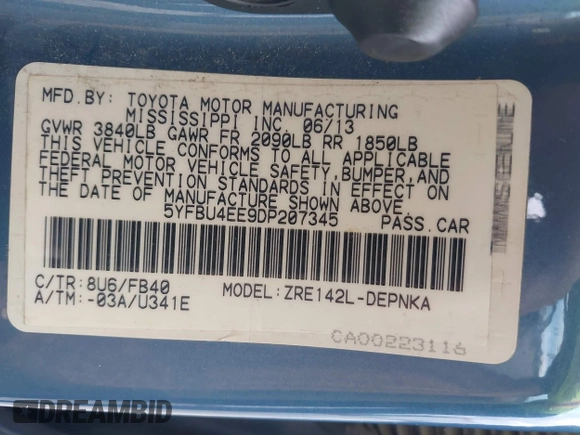 MFD.BY: TOYOTA MOTOR MANUFACTURING
MISSISSIPPI INC. 06/13
GVWR 3840LB GAWR FR 2090LB RR 1850LB
THIS VEHICLE CONFORMS TO ALL APPLICABLE
FEDERAL MOTOR VEHICLE SAFETY, BUMPER, AND
THEFT PREVENTION STANDARDS IN EFFECT ON
THE DATE OF MANUFACTURE SHOWN ABOVE.
5YFBU4EE9DP207345 PASS.CAR
C/TR:8U6/FB40 MODEL:ZRE142L-DEPNKA
A/TM:-03A/U341E
CA00223116
DREAMBID